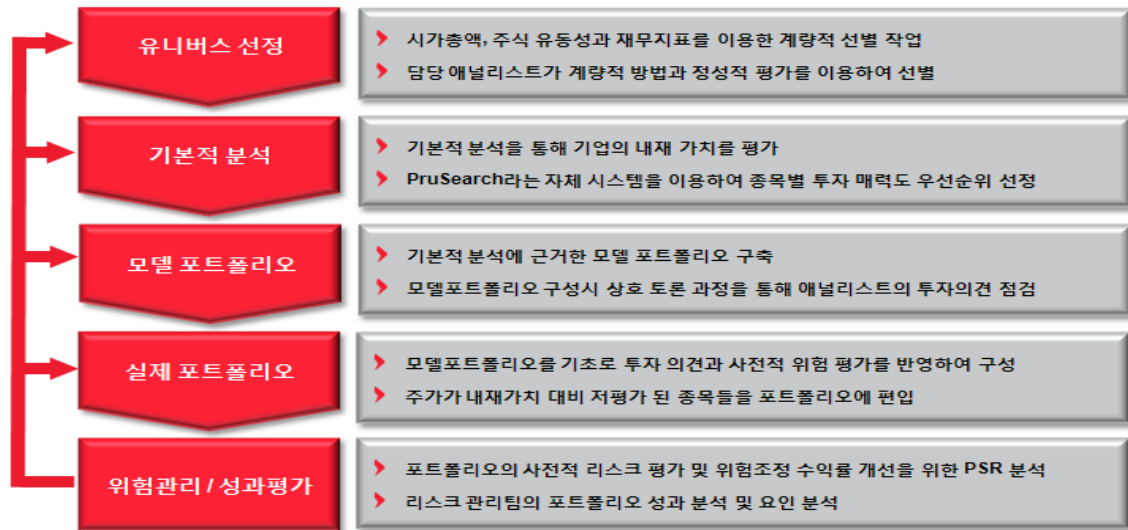 유니버스 선정
시가총액, 주식 유동성과 재무지표를 이용한 계량적 선별 작업
담당 애널리스트가 계량적 방법과 정성적 평가를 이용하여 선별
기본적 분석
기본적 분석을 통해 기업의 내재 가치를 평가
PruSearch라는 자체 시스템을 이용하여 종목별 투자 매력도 우선순위 선정
모델 포트폴리오
기본적 분석에 근거한 모델 포트폴리오 구축
모델포트폴리오 구성시 상호 토론 과정을 통해 애널리스트의 투자의견 점검
실제 포트폴리오
모델포트폴리오를 기초로 투자 의견과 사전적 위험 평가를 반영하여 구성
주가가 내재가치 대비 저평가 된 종목들을 포트폴리오에 편입
위험관리 / 성과평가
포트폴리오의 사전적 리스크 평가 및 위험조정 수익률 개선을 위한 PSR 분석
리스크 관리팀의 포트폴리오 성과 분석 및 요인 분석